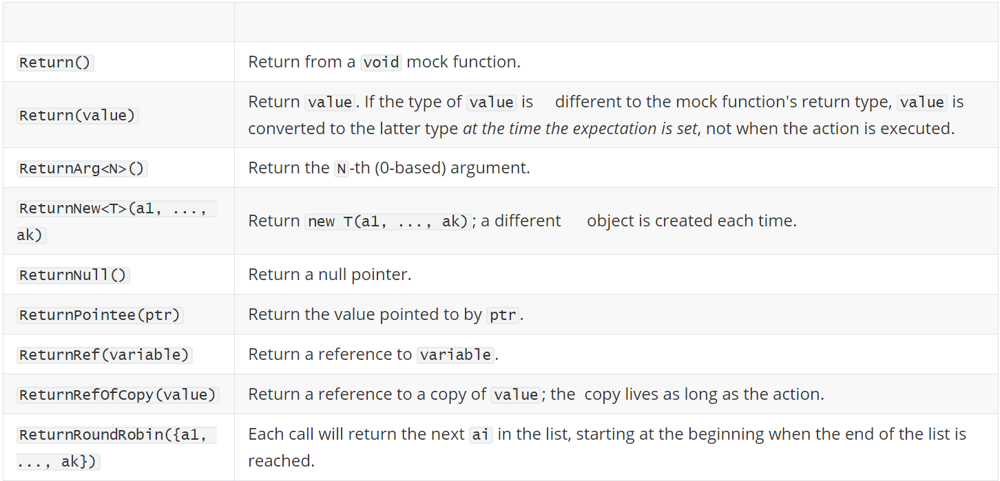 Return()
Return from a void mock function.
Return(value)
Return value. If the type of value is different to the mock function's return type, value is
converted to the latter type at the time the expectation is set, not when the action is executed.
ReturnArg<N>()
Return the N-th (0-based) argument.
ReturnNew<T>(a1, ...,
ak)
Return new T(a1, ..., ak); a different object is created each time.
ReturnNull()
Return a null pointer.
ReturnPointee(ptr)
Return the value pointed to by ptr.
ReturnRef(variable)
Return a reference to variable.
ReturnRefOfCopy(value)
Return a reference to a copy of value; the copy lives as long as the action.
ReturnRoundRobin({a1,
..., ak})
Each call will return the next ai in the list, starting at the beginning when the end of the list is
reached.